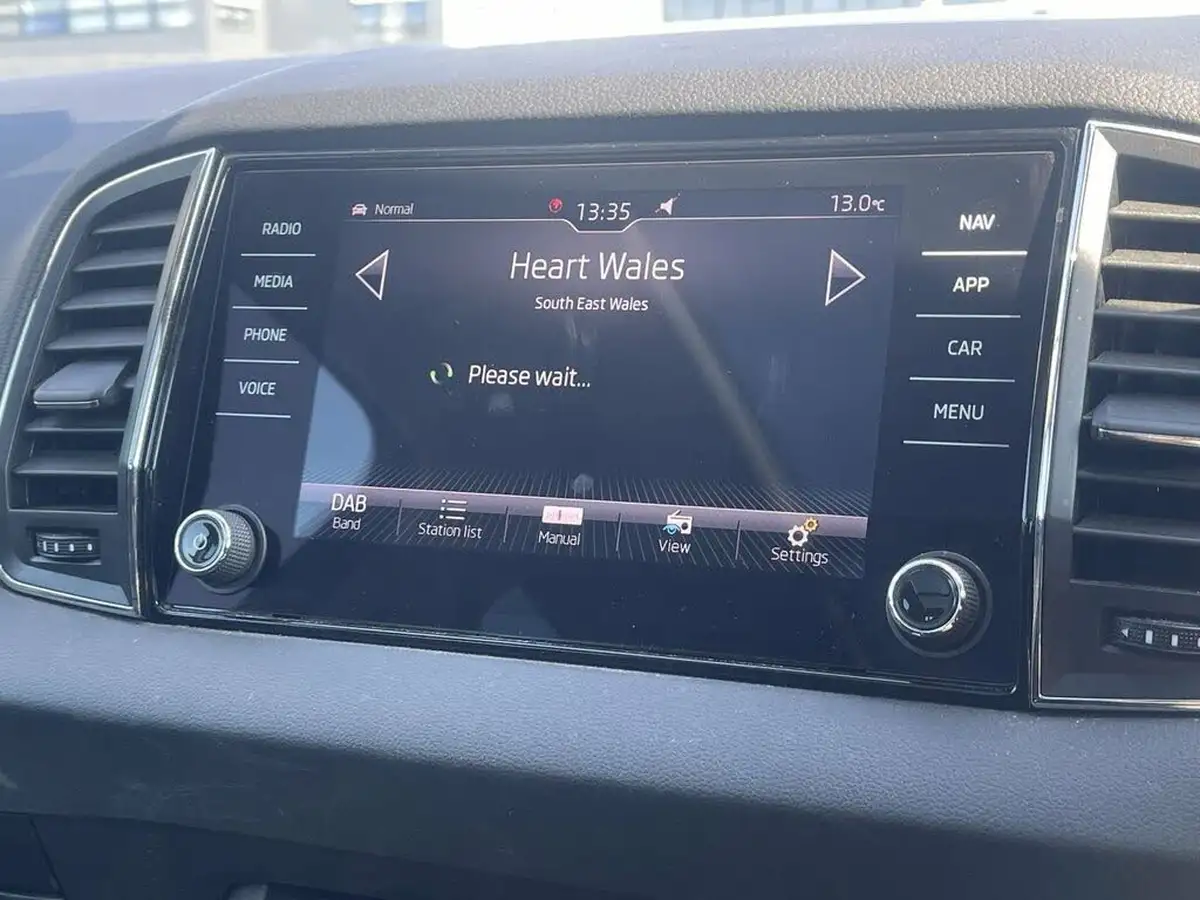 Normal
13:35
13.0°C
RADIO
MEDIA
PHONE
VOICE
Heart Wales
South East Wales
Please wait...
NAV
APP
CAR
MENU
DAB
Band
Station list
Manual
View
Settings